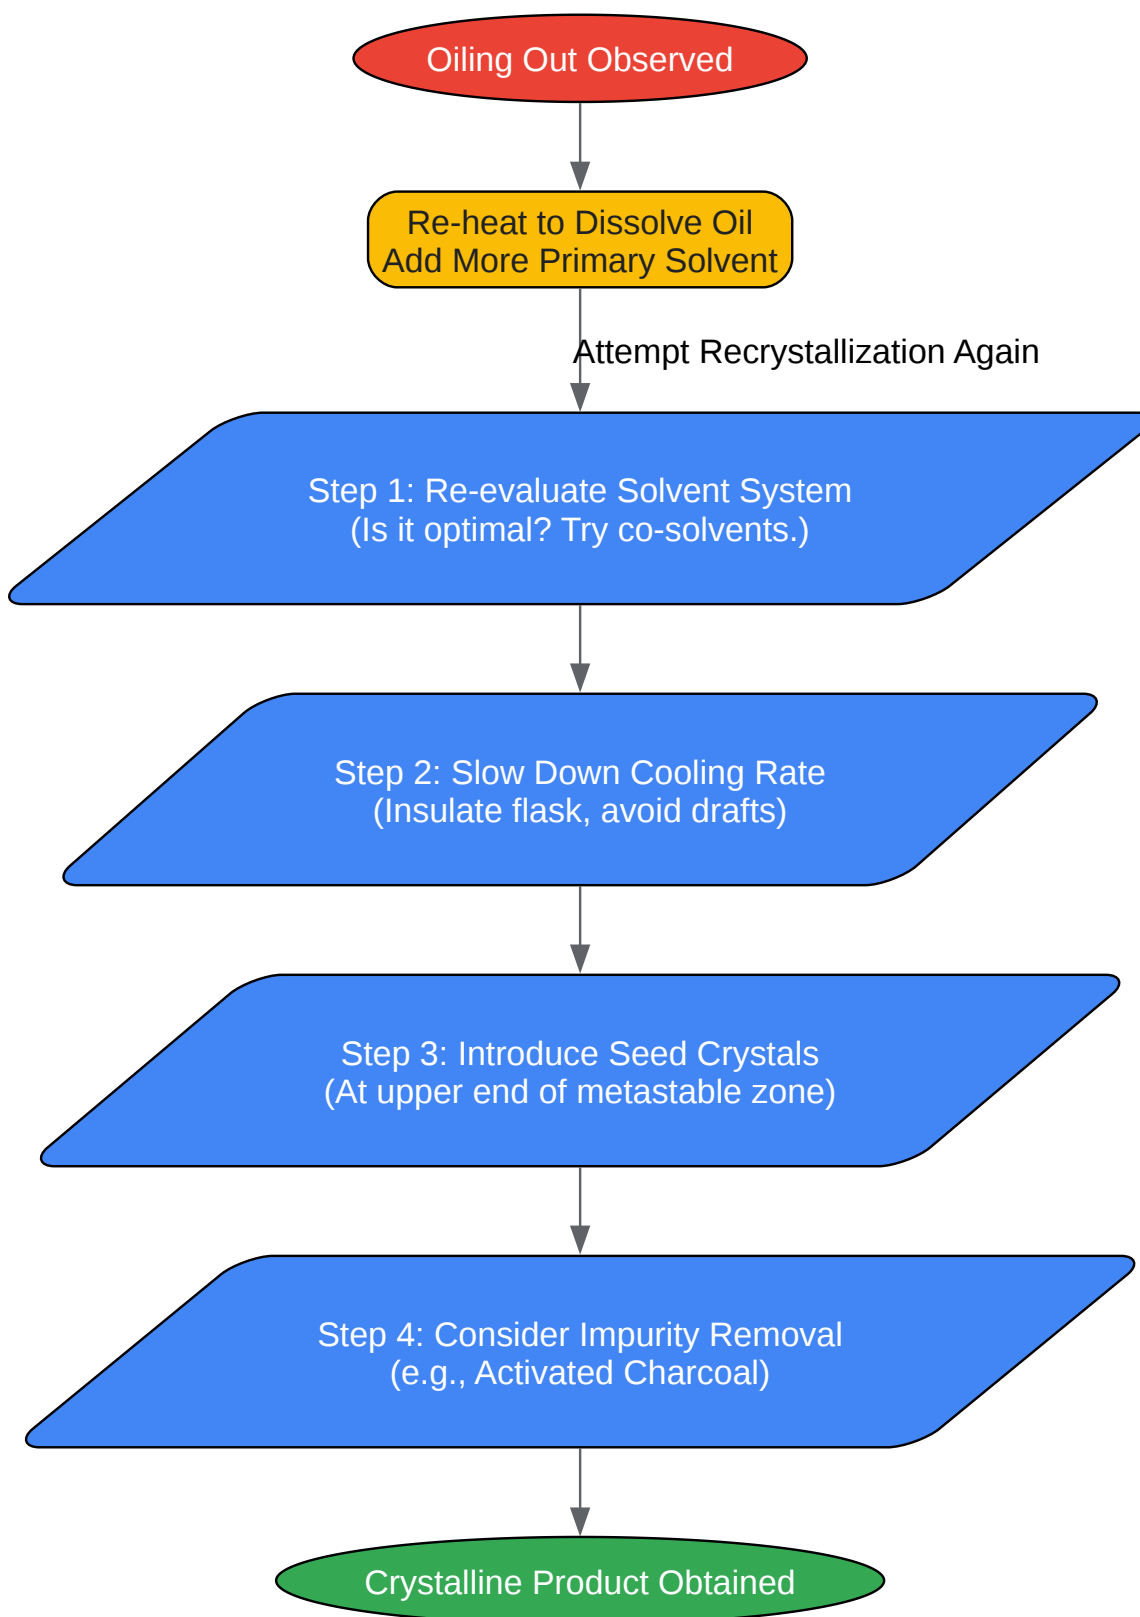 Oiling Out Observed
Re-heat to Dissolve Oil
Add More Primary Solvent
Attempt Recrystallization Again
Step 1: Re-evaluate Solvent System
(Is it optimal? Try co-solvents.)
Step 2: Slow Down Cooling Rate
(Insulate flask, avoid drafts)
Step 3: Introduce Seed Crystals
(At upper end of metastable zone)
Step 4: Consider Impurity Removal
(e.g., Activated Charcoal)
Crystalline Product Obtained